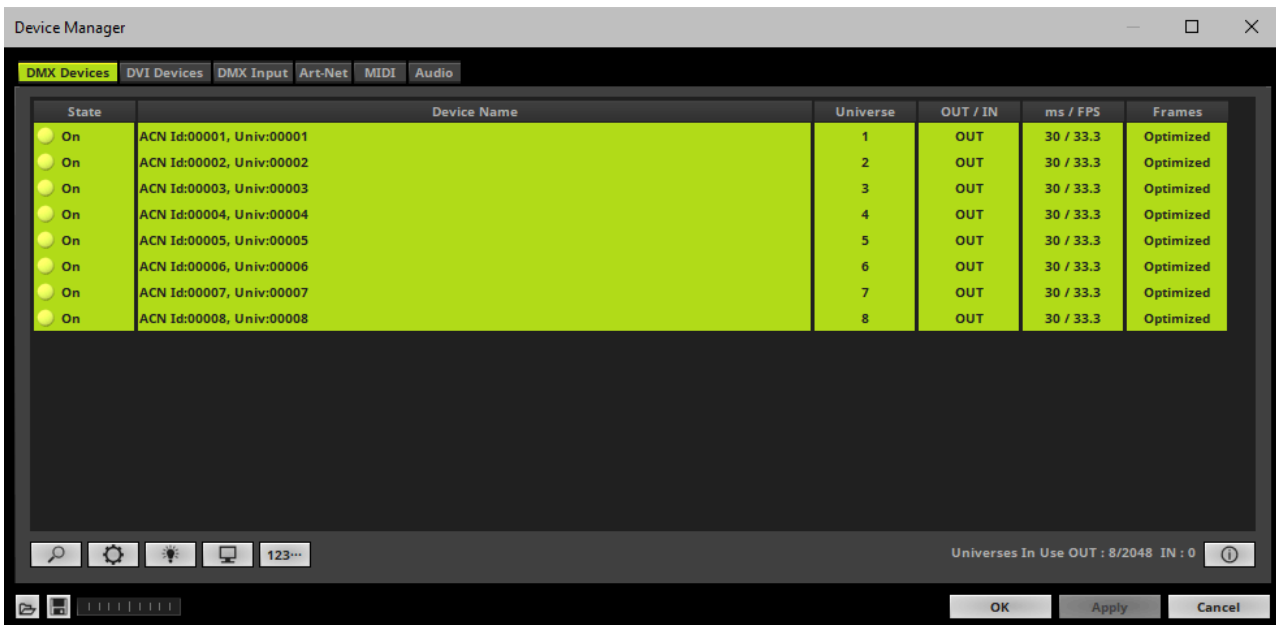 Device Manager
DMX Devices DVI Devices DMX Input Art-Net MIDI Audio
State Device Name Universe OUT / IN ms / FPS Frames
On ACN Id:00001, Univ:00001 1 OUT 30 / 33.3 Optimized
On ACN Id:00002, Univ:00002 2 OUT 30 / 33.3 Optimized
On ACN Id:00003, Univ:00003 3 OUT 30 / 33.3 Optimized
On ACN Id:00004, Univ:00004 4 OUT 30 / 33.3 Optimized
On ACN Id:00005, Univ:00005 5 OUT 30 / 33.3 Optimized
On ACN Id:00006, Univ:00006 6 OUT 30 / 33.3 Optimized
On ACN Id:00007, Univ:00007 7 OUT 30 / 33.3 Optimized
On ACN Id:00008, Univ:00008 8 OUT 30 / 33.3 Optimized
123... Universes In Use OUT : 8/2048 IN : 0
OK Apply Cancel